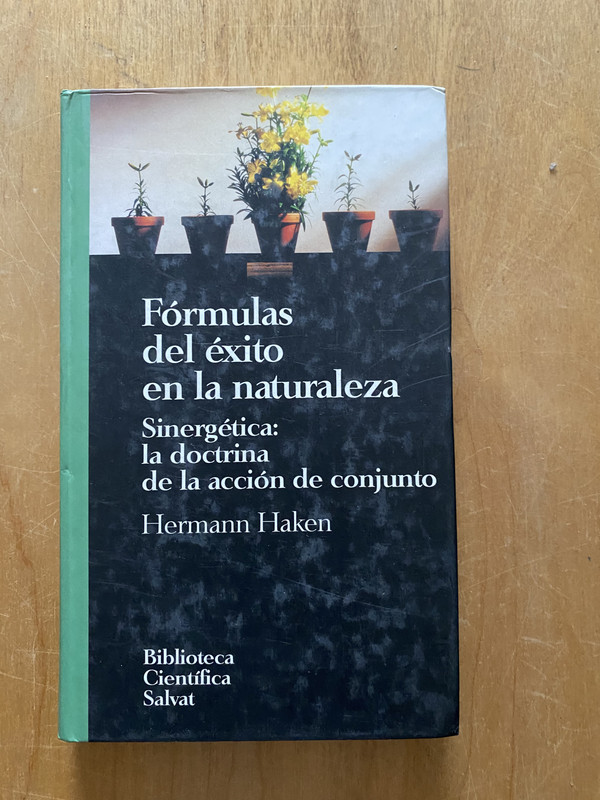 Fórmulas
del éxito
en la naturaleza
Sinergética:
la doctrina
de la acción de conjunto
Hermann Haken
Biblioteca
Científica
Salvat